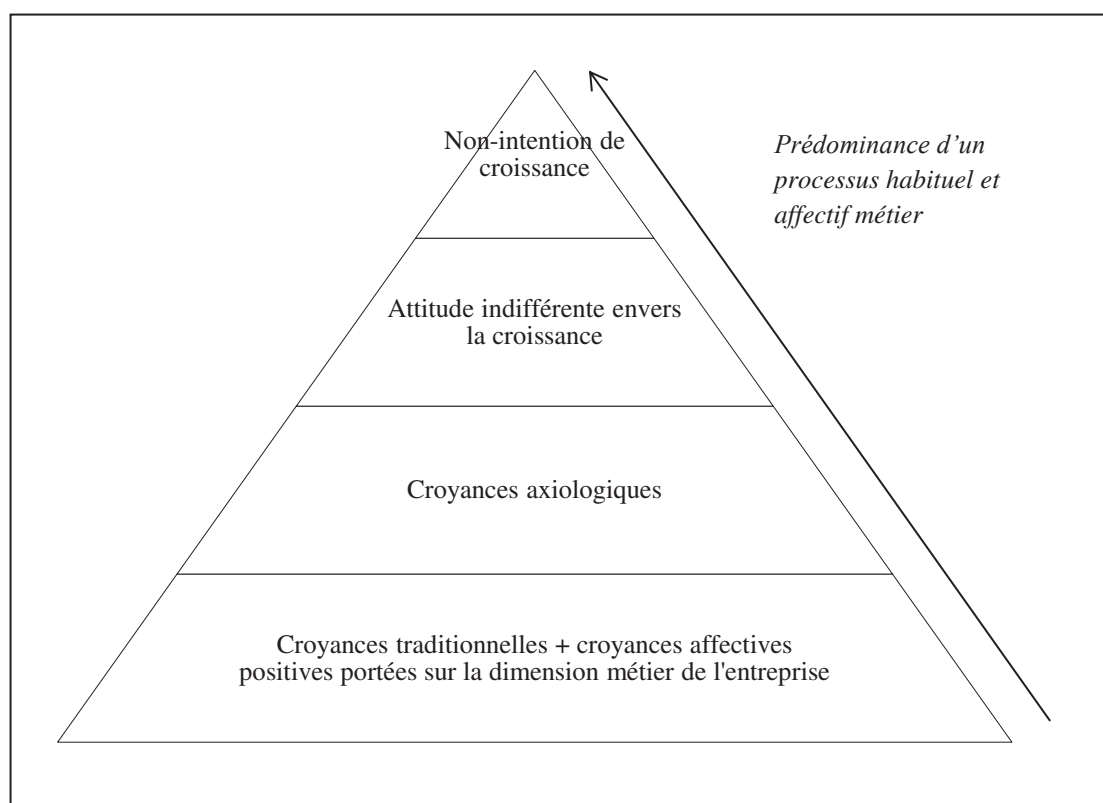 Non-intention de
croissance
Prédominance d’un
processus habituel et
affectif métier
Attitude indifférente envers
la croissance
Croyances axiologiques
Croyances traditionnelles + croyances affectives
positives portées sur la dimension métier de l'entreprise